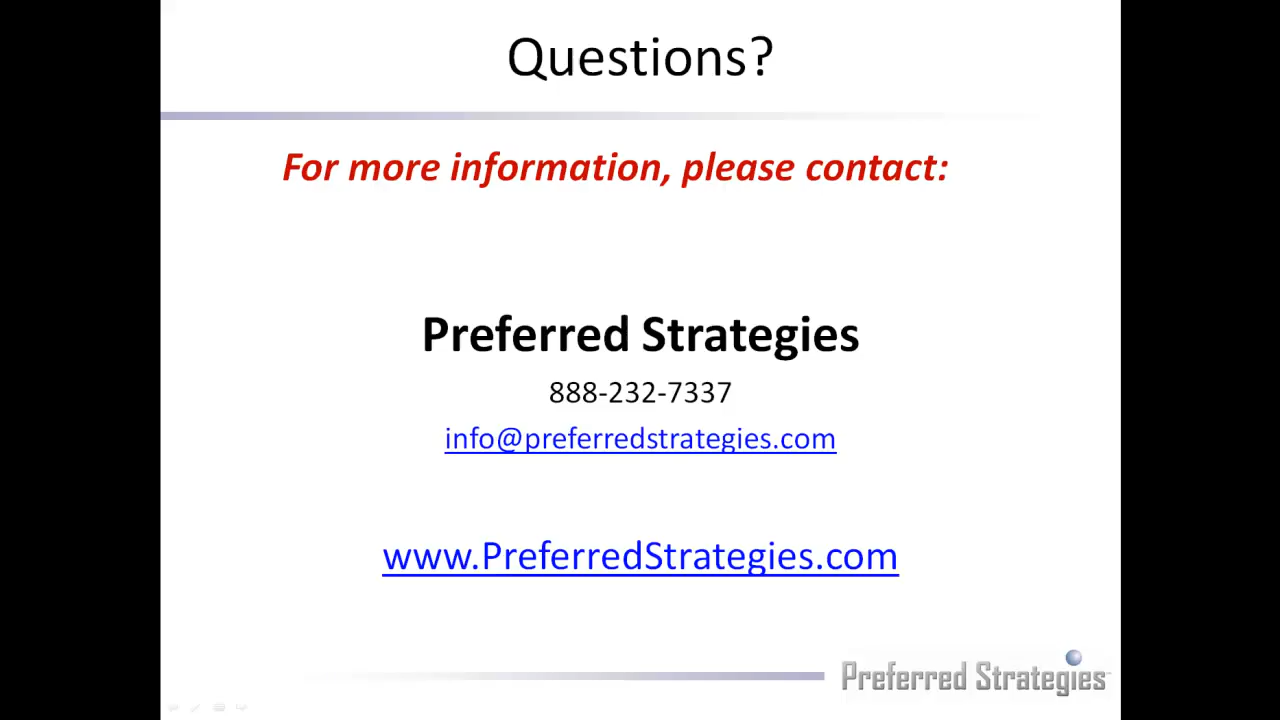 Questions?
For more information, please contact:
Preferred Strategies
888-232-7337
info@preferredstrategies.com
www.PreferredStrategies.com
Preferred Strategies